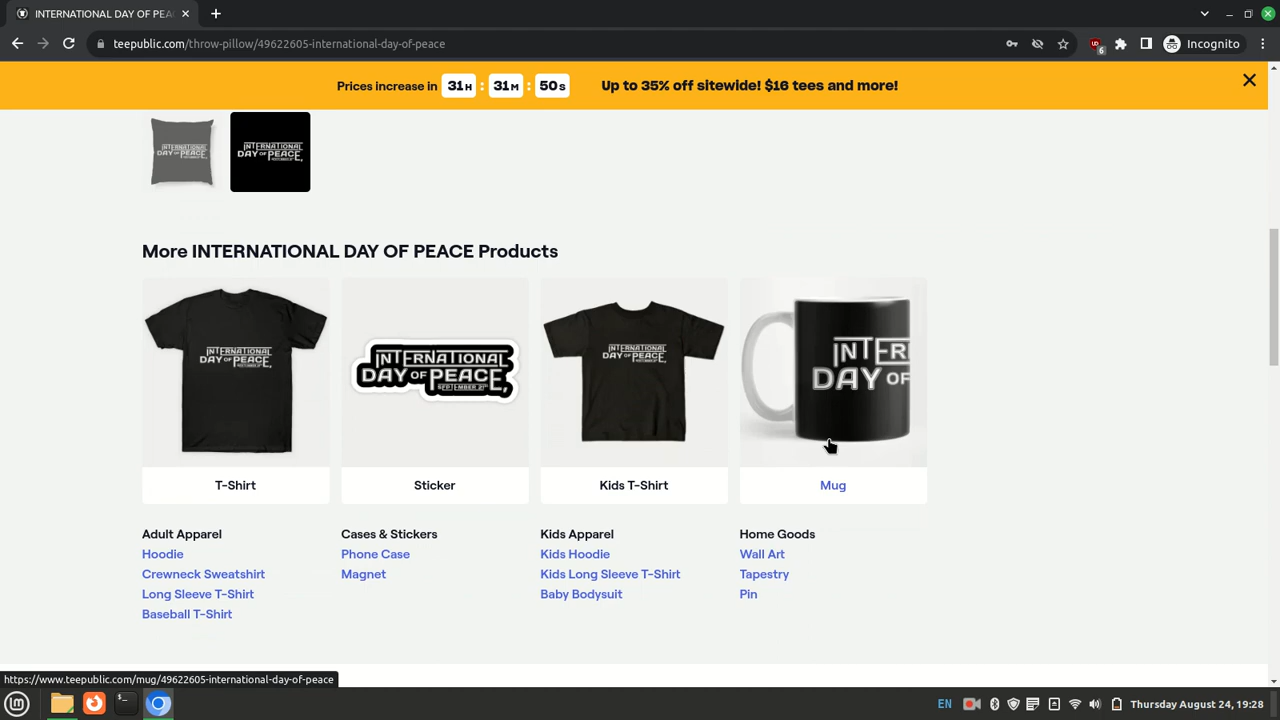 INTERNATIONAL DAY OF PEAC
teepublic.com/throw-pillow/49622605-international-day-of-peace
6
Incognito
Prices increase in 31H : 31M : 50S Up to 35% off sitewide! $16 tees and more!
INTERNATIONAL
DAY OF PEACE,
INTERNATIONAL
DAY OF PEACE,
More INTERNATIONAL DAY OF PEACE Products
INTERNATIONAL
DAY OF PEACE,
INTERNATIONAL
DAY OF PEACE,
SEPTEMBER 21TH
INTERNATIONAL
DAY OF PEACE,
INTER
DAY OF
T-Shirt
Sticker
Kids T-Shirt
Mug
Adult Apparel
Hoodie
Crewneck Sweatshirt
Long Sleeve T-Shirt
Baseball T-Shirt
Cases & Stickers
Phone Case
Magnet
Kids Apparel
Kids Hoodie
Kids Long Sleeve T-Shirt
Baby Bodysuit
Home Goods
Wall Art
Tapestry
Pin
https://www.teepublic.com/mug/49622605-international-day-of-peace
EN
Thursday August 24, 19:28